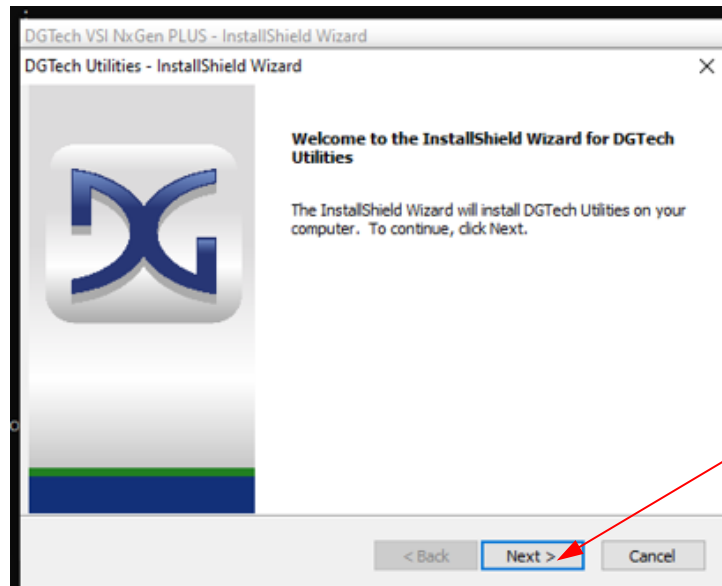 DGTech VSI NxGen PLUS - InstallShield Wizard
DGTech Utilities - InstallShield Wizard
Welcome to the InstallShield Wizard for DGTech
Utilities
The InstallShield Wizard will install DGTech Utilities on your
computer. To continue, click Next.
< Back
Next >
Cancel